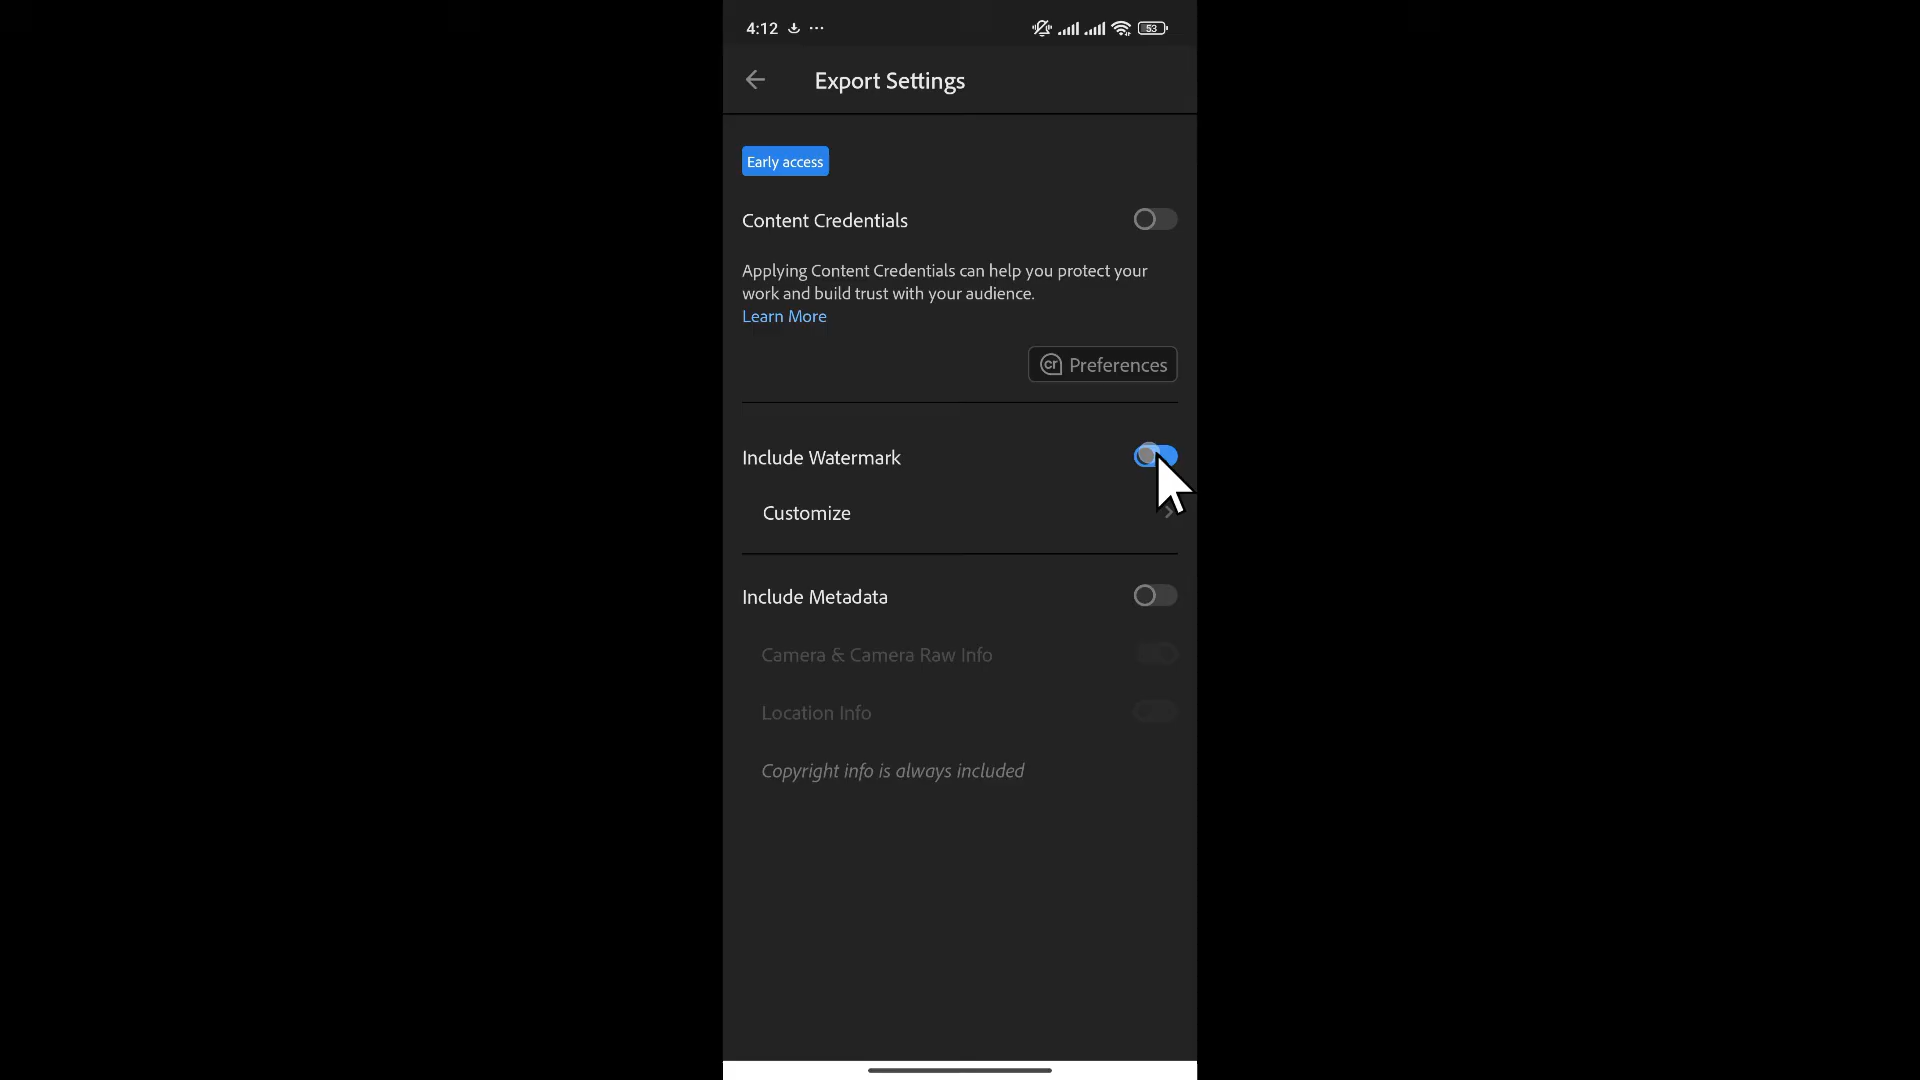 4:12
53
Export Settings
Early access
Content Credentials
Applying Content Credentials can help you protect your
work and build trust with your audience.
Learn More
cr Preferences
Include Watermark
Customize
Include Metadata
Camera & Camera Raw Info
Location Info
Copyright info is always included